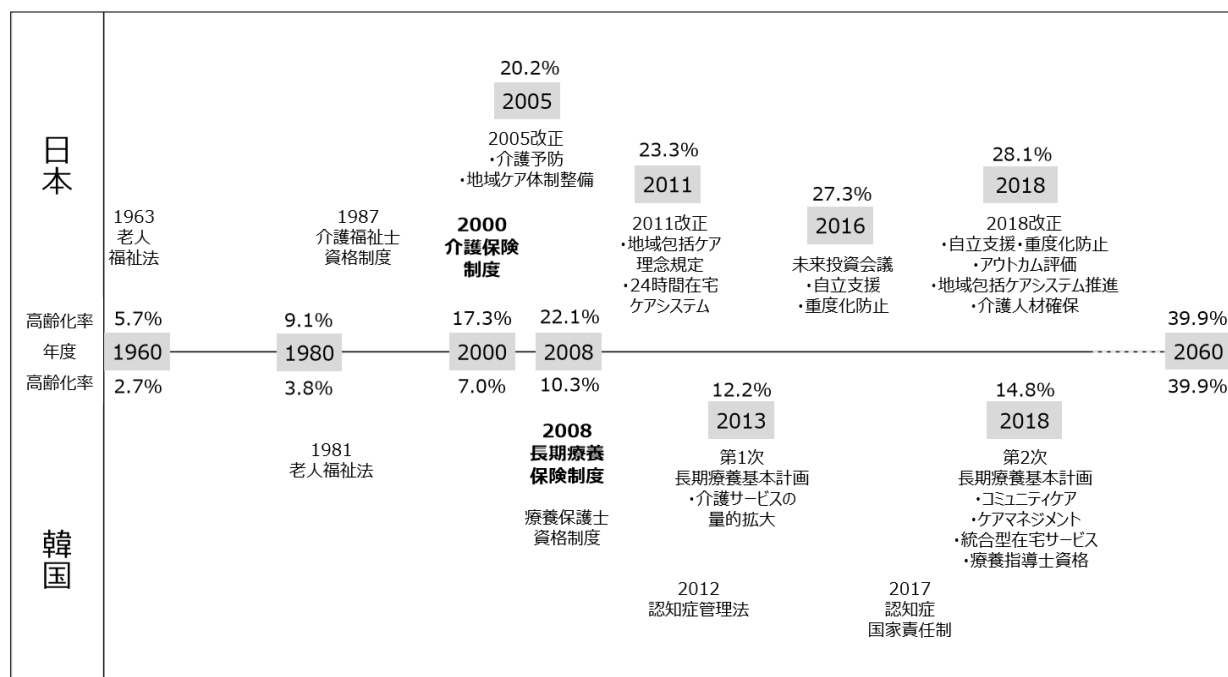 日本
20.2%
2005
2005改正
・介護予防
・地域ケア体制整備
23.3%
2011
2011改正
・地域包括ケア
理念規定
・24時間在宅
ケアシステム
27.3%
2016
未来投資会議
・自立支援
・重度化防止
28.1%
2018
2018改正
・自立支援・重度化防止
・アウトカム評価
・地域包括ケアシステム推進
・介護人材確保
1963
老人
福祉法
1987
介護福祉士
資格制度
2000
介護保険
制度
高齢化率 5.7% 9.1% 17.3% 22.1% 39.9%
年度 1960 1980 2000 2008 2060
高齢化率 2.7% 3.8% 7.0% 10.3% 39.9%
韓国
1981
老人福祉法
2008
長期療養
保険制度
療養保護士
資格制度
12.2%
2013
第1次
長期療養基本計画
・介護サービスの
量的拡大
14.8%
2018
第2次
長期療養基本計画
・コミュニティケア
・ケアマネジメント
・統合型在宅サービス
・療養指導士資格
2012
認知症管理法
2017
認知症
国家責任制